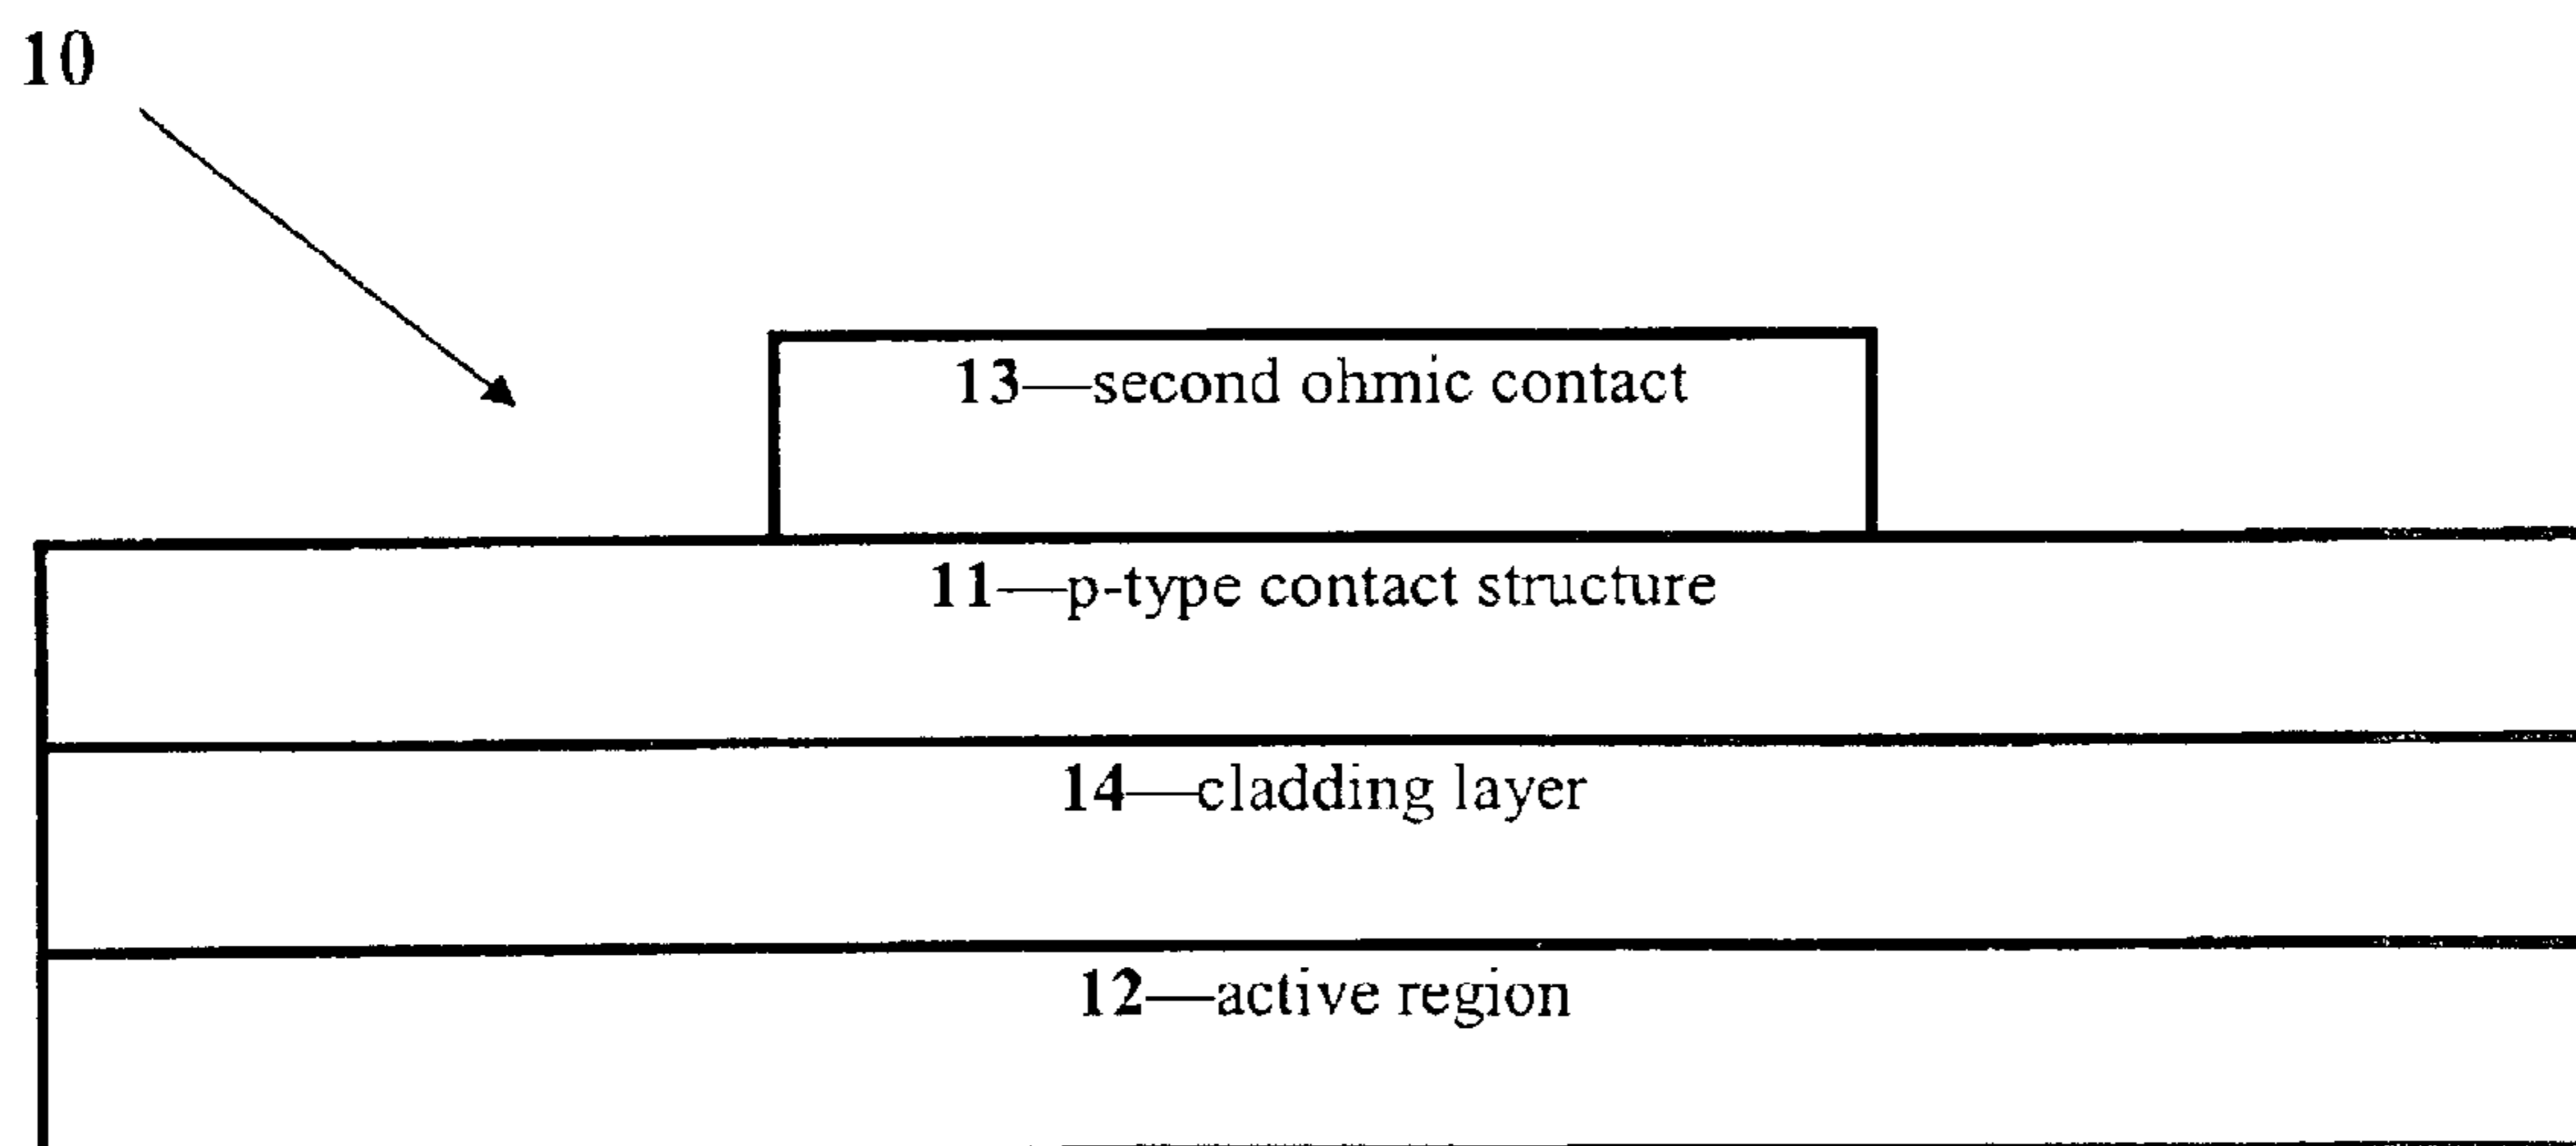 10
13—second ohmic contact
11—p-type contact structure
14—cladding layer
12—active region